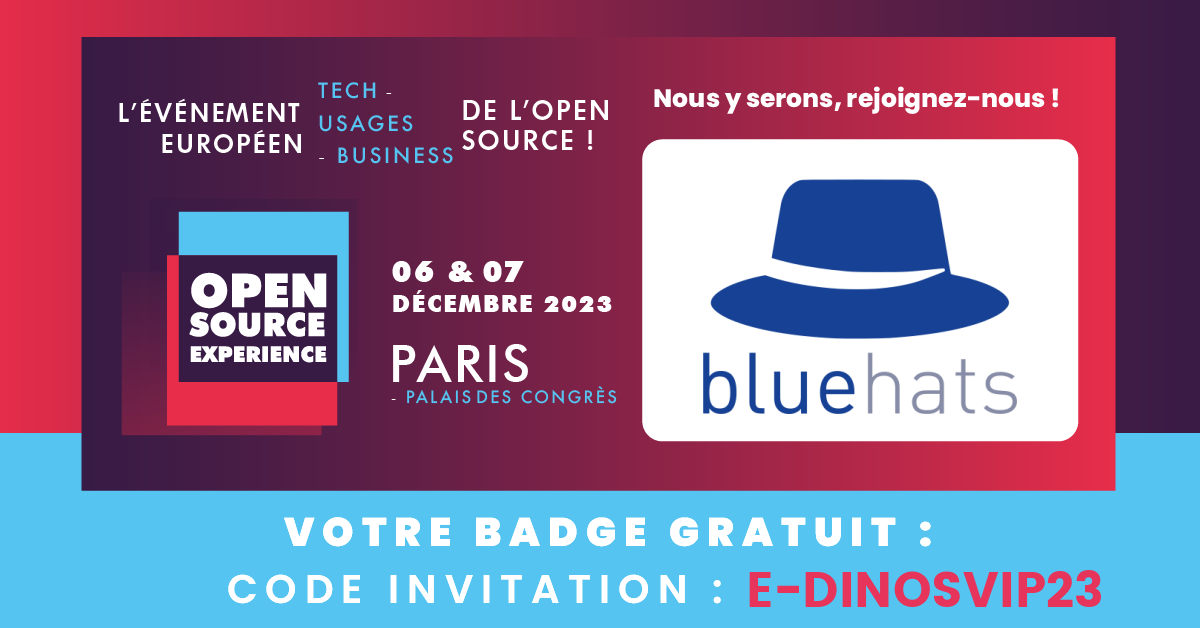 L'ÉVÉNEMENT
EUROPÉEN
TECH -
USAGES
- BUSINESS
DE L'OPEN
SOURCE !
OPEN
SOURCE
EXPERIENCE
06 & 07
DÉCEMBRE 2023
PARIS
- PALAIS DES CONGRÈS
Nous y serons, rejoignez-nous !
bluehats
VOTRE BADGE GRATUIT :
CODE INVITATION : E-DINOSVIP23